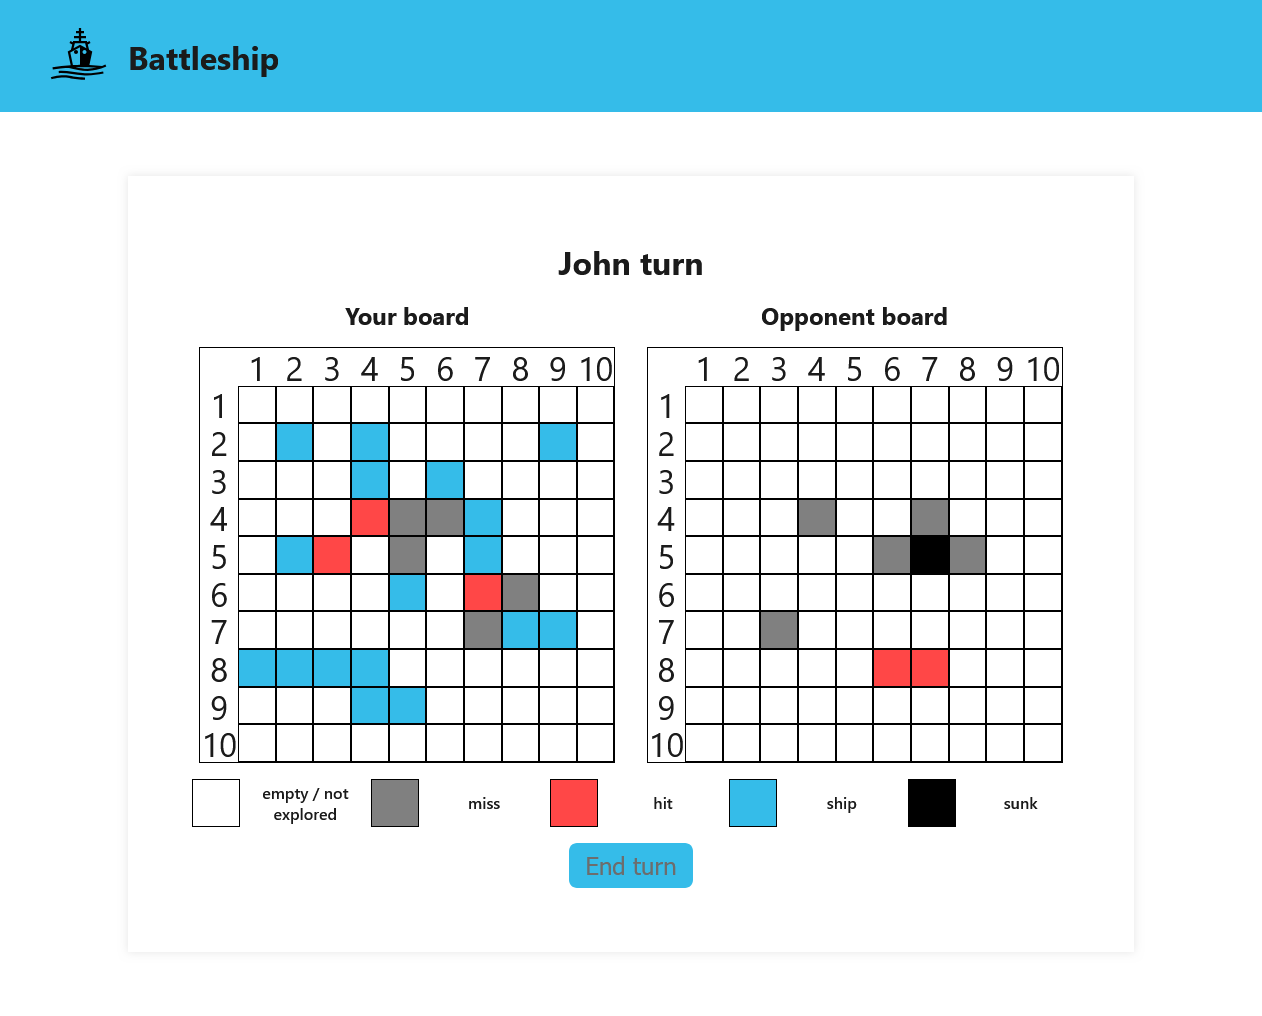 Battleship
John turn
Your board
Opponent board
1 2 3 4 5 6 7 8 9 10
1 2 3 4 5 6 7 8 9 10
1
1
2
2
3
3
4
4
5
5
6
6
7
7
8
8
9
9
10
10
empty / not
explored
miss
hit
ship
sunk
End turn